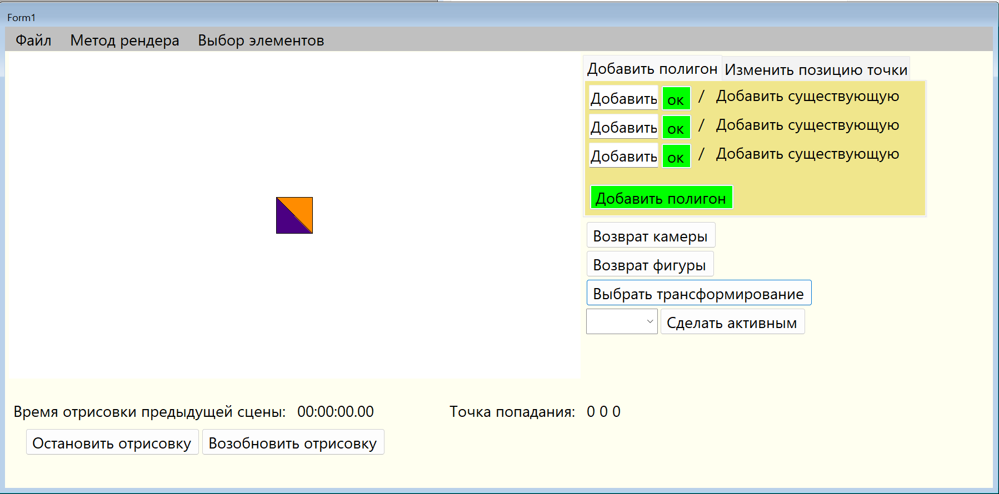 Form1
Файл Метод рендера Выбор элементов
Добавить полигон Изменить позицию точки
Добавить ок / Добавить существующую
Добавить ок / Добавить существующую
Добавить ок / Добавить существующую
Добавить полигон
Возврат камеры
Возврат фигуры
Выбрать трансформирование
Сделать активным
Время отрисовки предыдущей сцены: 00:00:00.00 Точка попадания: 0 0 0
Остановить отрисовку Возобновить отрисовку